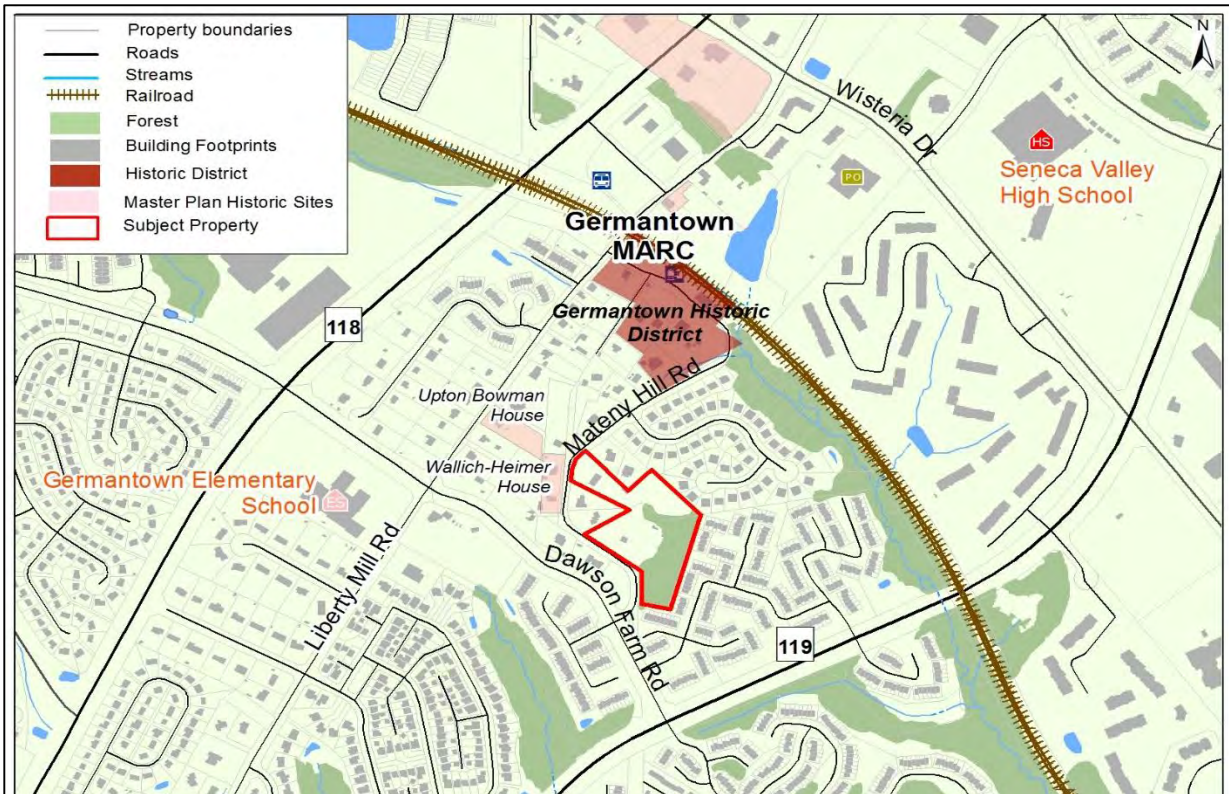 Property boundaries
Roads
Streams
Railroad
Forest
Building Footprints
Historic District
Master Plan Historic Sites
Subject Property
N
Wisteria Dr
HS
Seneca Valley
High School
PO
Germantown
MARC
Germantown Historic
District
118
Mateny Hill Rd
Upton Bowman
House
Wallich-Heimer
House
Germantown Elementary
School
ES
Liberty Mill Rd
Dawson Farm Rd
119